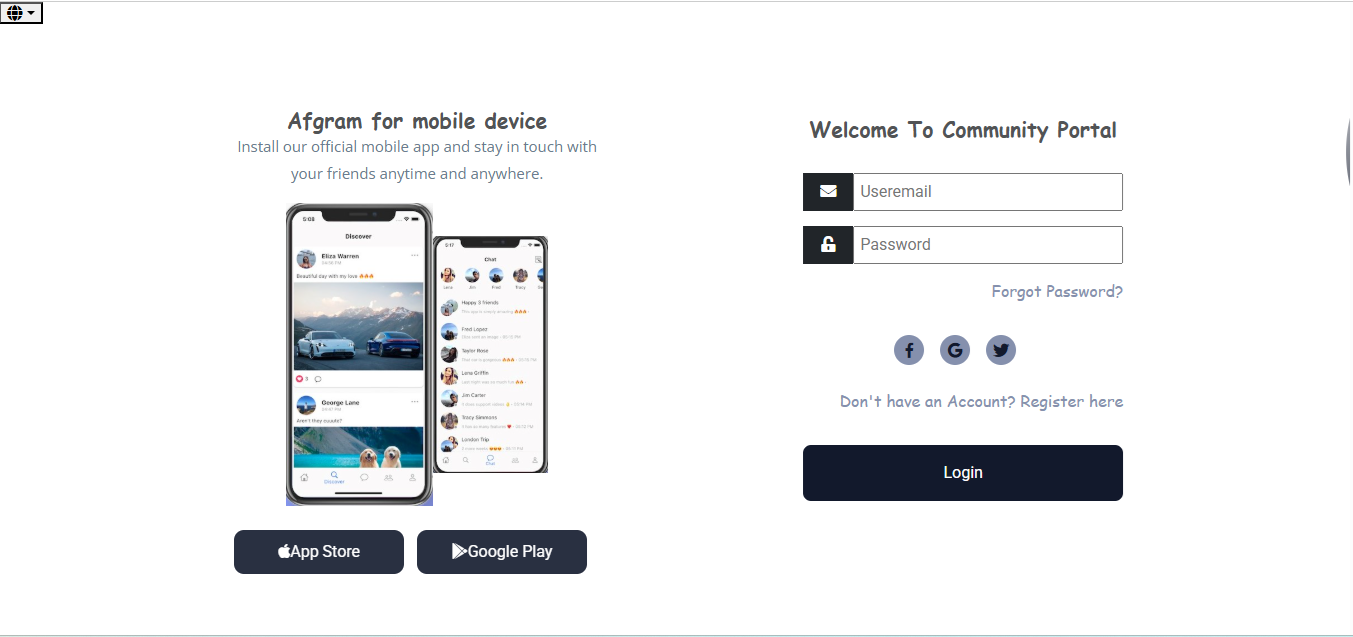 Afgram for mobile device
Install our official mobile app and stay in touch with
your friends anytime and anywhere.
5:08
Discover
Eliza Warren
Beautiful day with my love
George Lane
Aren't they cuuute?
Discover
5:17
Chat
Lena Jim Fred Tracy
Happy 3 friends
Fred Lopez
Taylor Rose
Lena Griffin
Jim Carter
Tracy Simmons
London Trip
Chat
App Store
Google Play
Welcome To Community Portal
Useremail
Password
Forgot Password?
Don't have an Account? Register here
Login